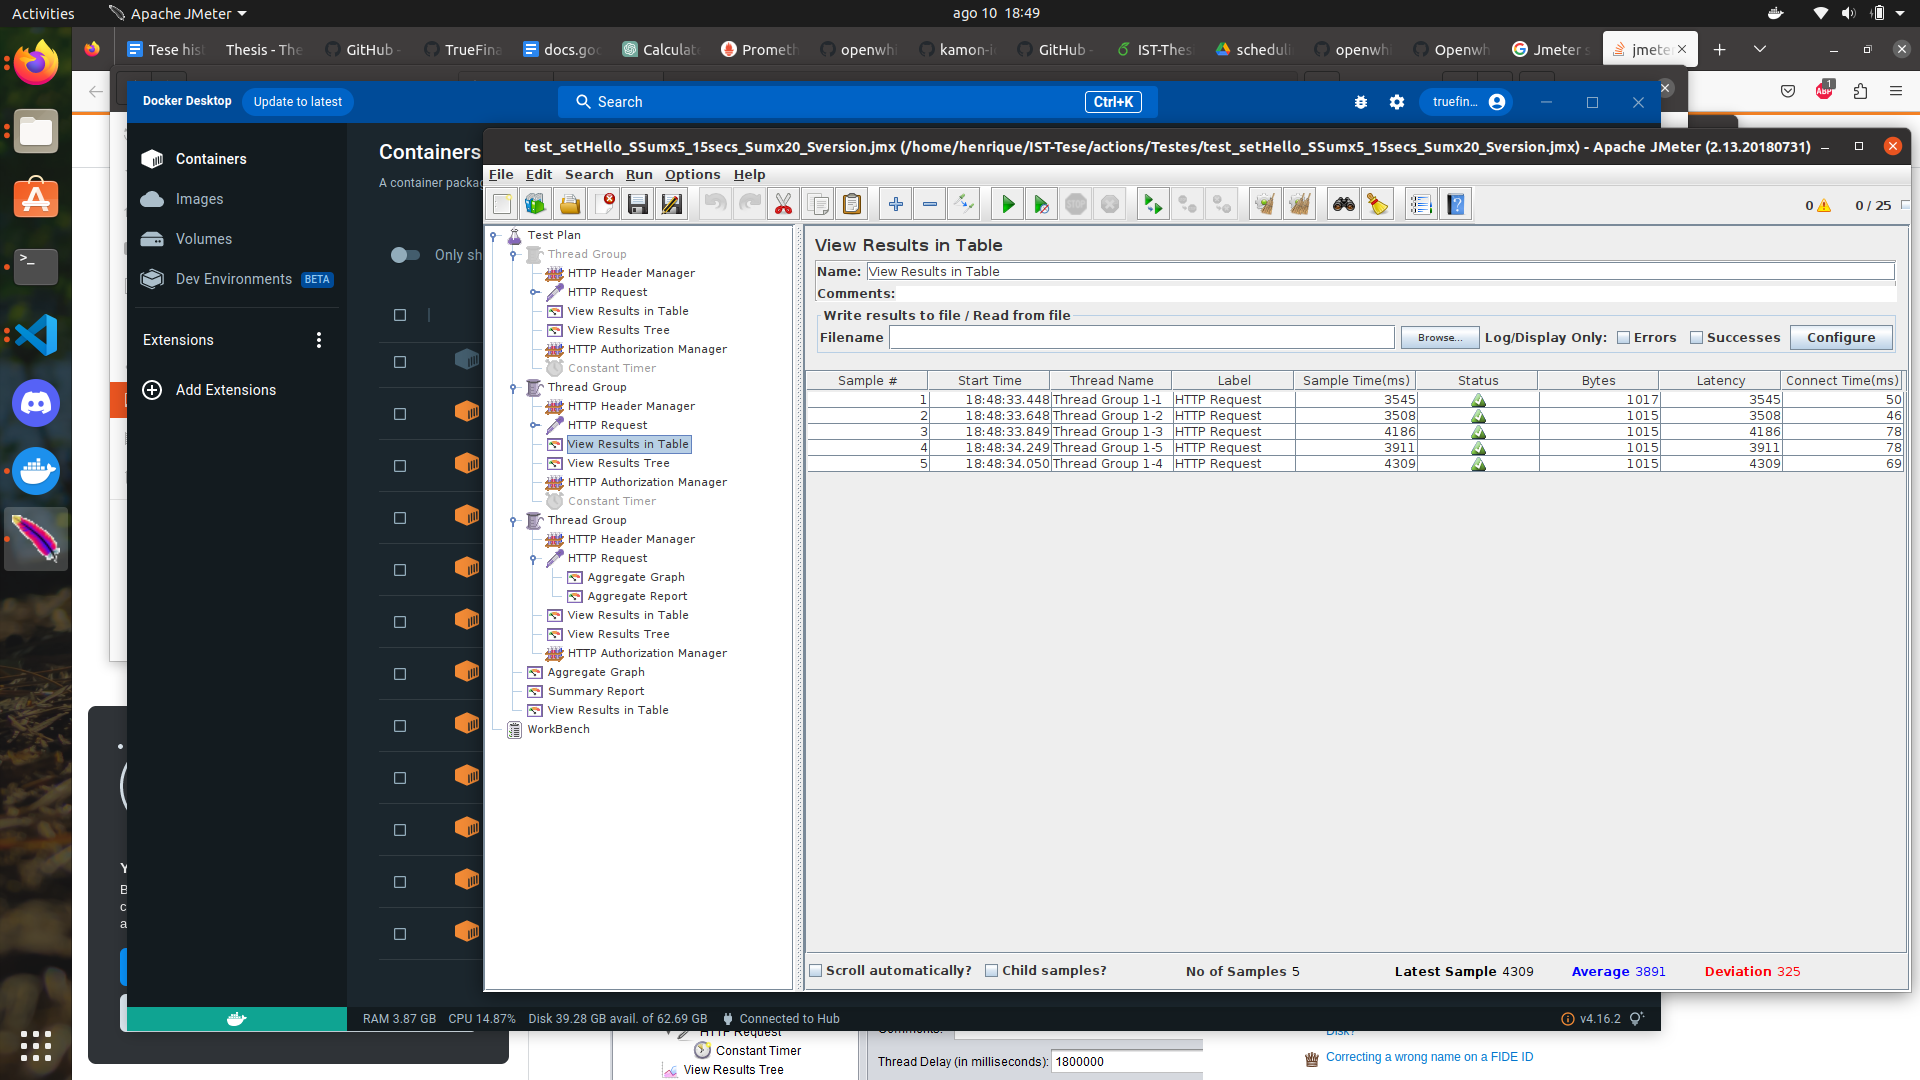 Activities
Apache JMeter
ago 10 18:49
Tese his
Thesis - The
GitHub -
TrueFina
docs.goo
Calculat
Prometh
openwhi
kamon-i
GitHub -
IST-Thes
scheduli
openwhi
Openwh
Jmeter s
jmete
ABP
1
Docker Desktop
Update to latest
Search
Ctrl+K
truefin...
Containers
Images
Volumes
Dev Environments
BETA
Extensions
Add Extensions
Containers
A container packag
Only sh
test_setHello_SSumx5_15secs_Sumx20_Sversion.jmx (/home/henrique/IST-Tese/actions/Testes/test_setHello_SSumx5_15secs_Sumx20_Sversion.jmx) - Apache JMeter (2.13.20180731)
File Edit Search Run Options Help
STOP
0
0 / 25
Test Plan
Thread Group
HTTP Header Manager
HTTP Request
View Results in Table
View Results Tree
HTTP Authorization Manager
Constant Timer
Thread Group
HTTP Header Manager
HTTP Request
View Results in Table
View Results Tree
HTTP Authorization Manager
Constant Timer
Thread Group
HTTP Header Manager
HTTP Request
Aggregate Graph
Aggregate Report
View Results in Table
View Results Tree
HTTP Authorization Manager
Aggregate Graph
Summary Report
View Results in Table
WorkBench
View Results in Table
Name: View Results in Table
Comments:
Write results to file / Read from file
Filename Browse... Log/Display Only: Errors Successes Configure
Sample # Start Time Thread Name Label Sample Time(ms) Status Bytes Latency Connect Time(ms)
1 18:48:33.448 Thread Group 1-1 HTTP Request 3545 1017 3545 50
2 18:48:33.648 Thread Group 1-2 HTTP Request 3508 1015 3508 46
3 18:48:33.849 Thread Group 1-3 HTTP Request 4186 1015 4186 78
4 18:48:34.249 Thread Group 1-5 HTTP Request 3911 1015 3911 78
5 18:48:34.050 Thread Group 1-4 HTTP Request 4309 1015 4309 69
Scroll automatically? Child samples? No of Samples 5 Latest Sample 4309 Average 3891 Deviation 325
RAM 3.87 GB CPU 14.87% Disk 39.28 GB avail. of 62.69 GB Connected to Hub
v4.16.2
HTTP Request
Constant Timer
View Results Tree
Comments:
Thread Delay (in milliseconds): 1800000
Disk?
Correcting a wrong name on a FIDE ID